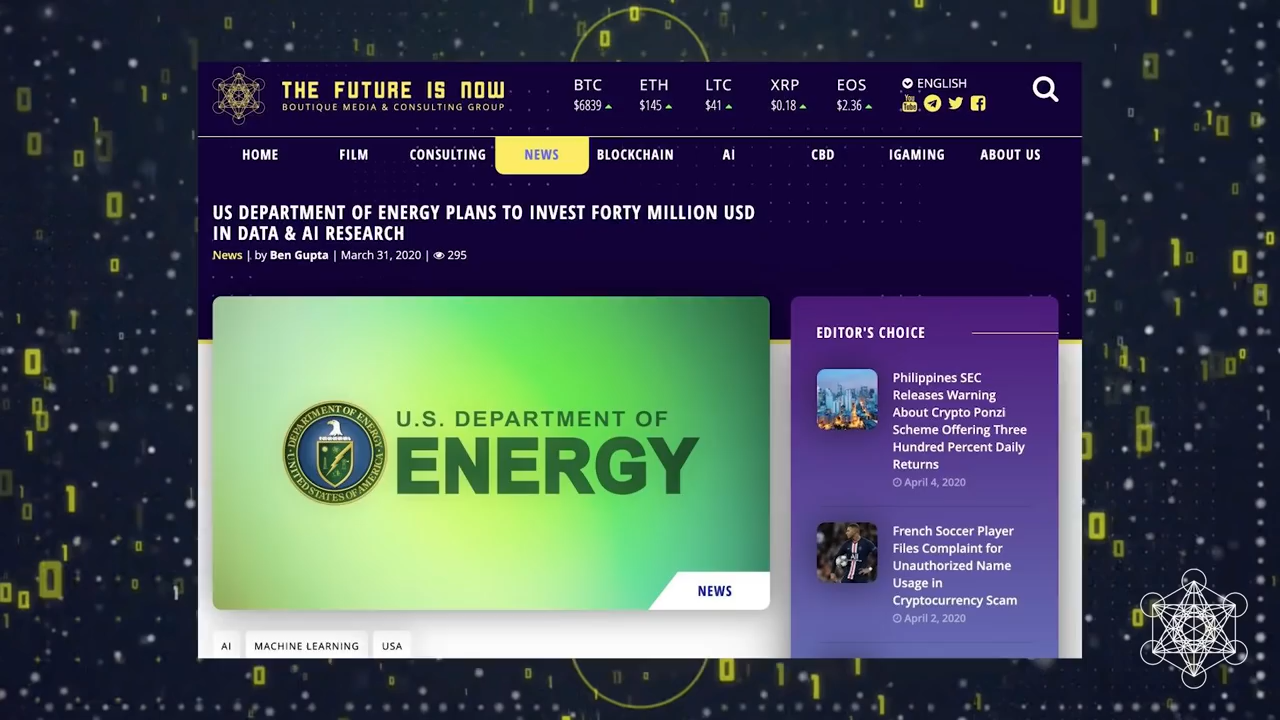 THE FUTURE IS NOW
BOUTIQUE MEDIA & CONSULTING GROUP
BTC ETH LTC XRP EOS
$6839 $145 $41 $0.18 $2.36
ENGLISH
You
Tube
HOME FILM CONSULTING NEWS BLOCKCHAIN AI CBD IGAMING ABOUT US
US DEPARTMENT OF ENERGY PLANS TO INVEST FORTY MILLION USD
IN DATA & AI RESEARCH
News | by Ben Gupta | March 31, 2020 | 295
DEPARTMENT OF ENERGY
UNITED STATES OF AMERICA
U.S. DEPARTMENT OF
ENERGY
NEWS
AI MACHINE LEARNING USA
EDITOR'S CHOICE
Philippines SEC
Releases Warning
About Crypto Ponzi
Scheme Offering Three
Hundred Percent Daily
Returns
April 4, 2020
French Soccer Player
Files Complaint for
Unauthorized Name
Usage in
Cryptocurrency Scam
April 2, 2020